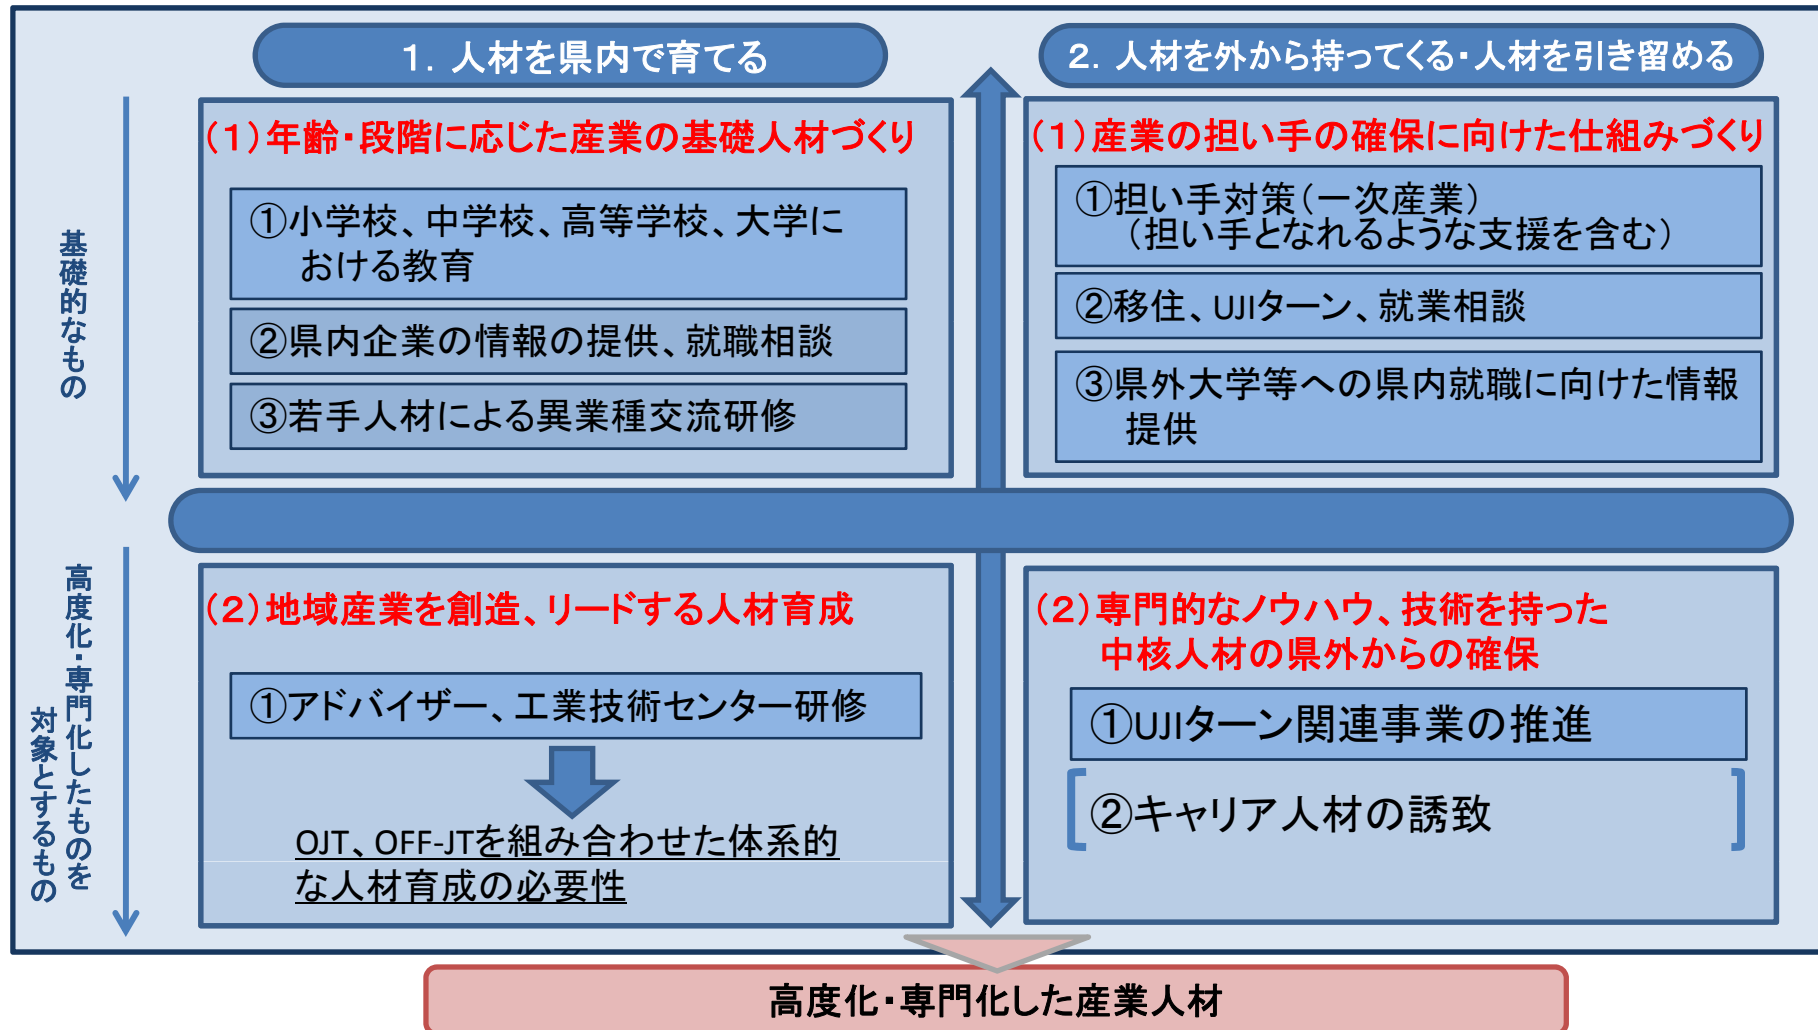 １．人材を県内で育てる
２．人材を外から持ってくる・人材を引き留める
基礎的なもの
（１）年齢・段階に応じた産業の基礎人材づくり
①小学校、中学校、高等学校、大学に
おける教育
②県内企業の情報の提供、就職相談
③若手人材による異業種交流研修
（１）産業の担い手の確保に向けた仕組みづくり
①担い手対策（一次産業）
（担い手となれるような支援を含む）
②移住、UJIターン、就業相談
③県外大学等への県内就職に向けた情報
提供
高度化・専門化したものを
対象とするもの
（２）地域産業を創造、リードする人材育成
①アドバイザー、工業技術センター研修
OJT、OFF-JTを組み合わせた体系的
な人材育成の必要性
（２）専門的なノウハウ、技術を持った
中核人材の県外からの確保
①UJIターン関連事業の推進
②キャリア人材の誘致
高度化・専門化した産業人材